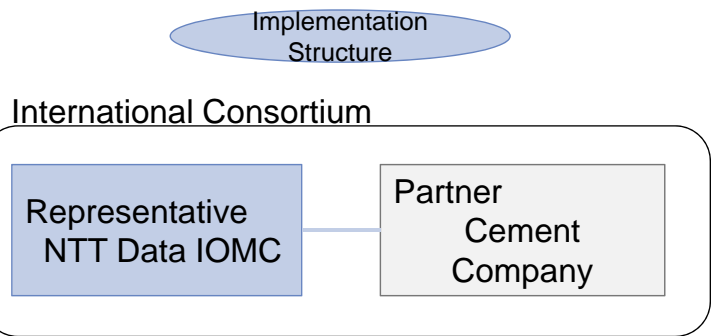 Implementation
Structure
International Consortium
Representative
NTT Data IOMC
Partner
Cement
Company